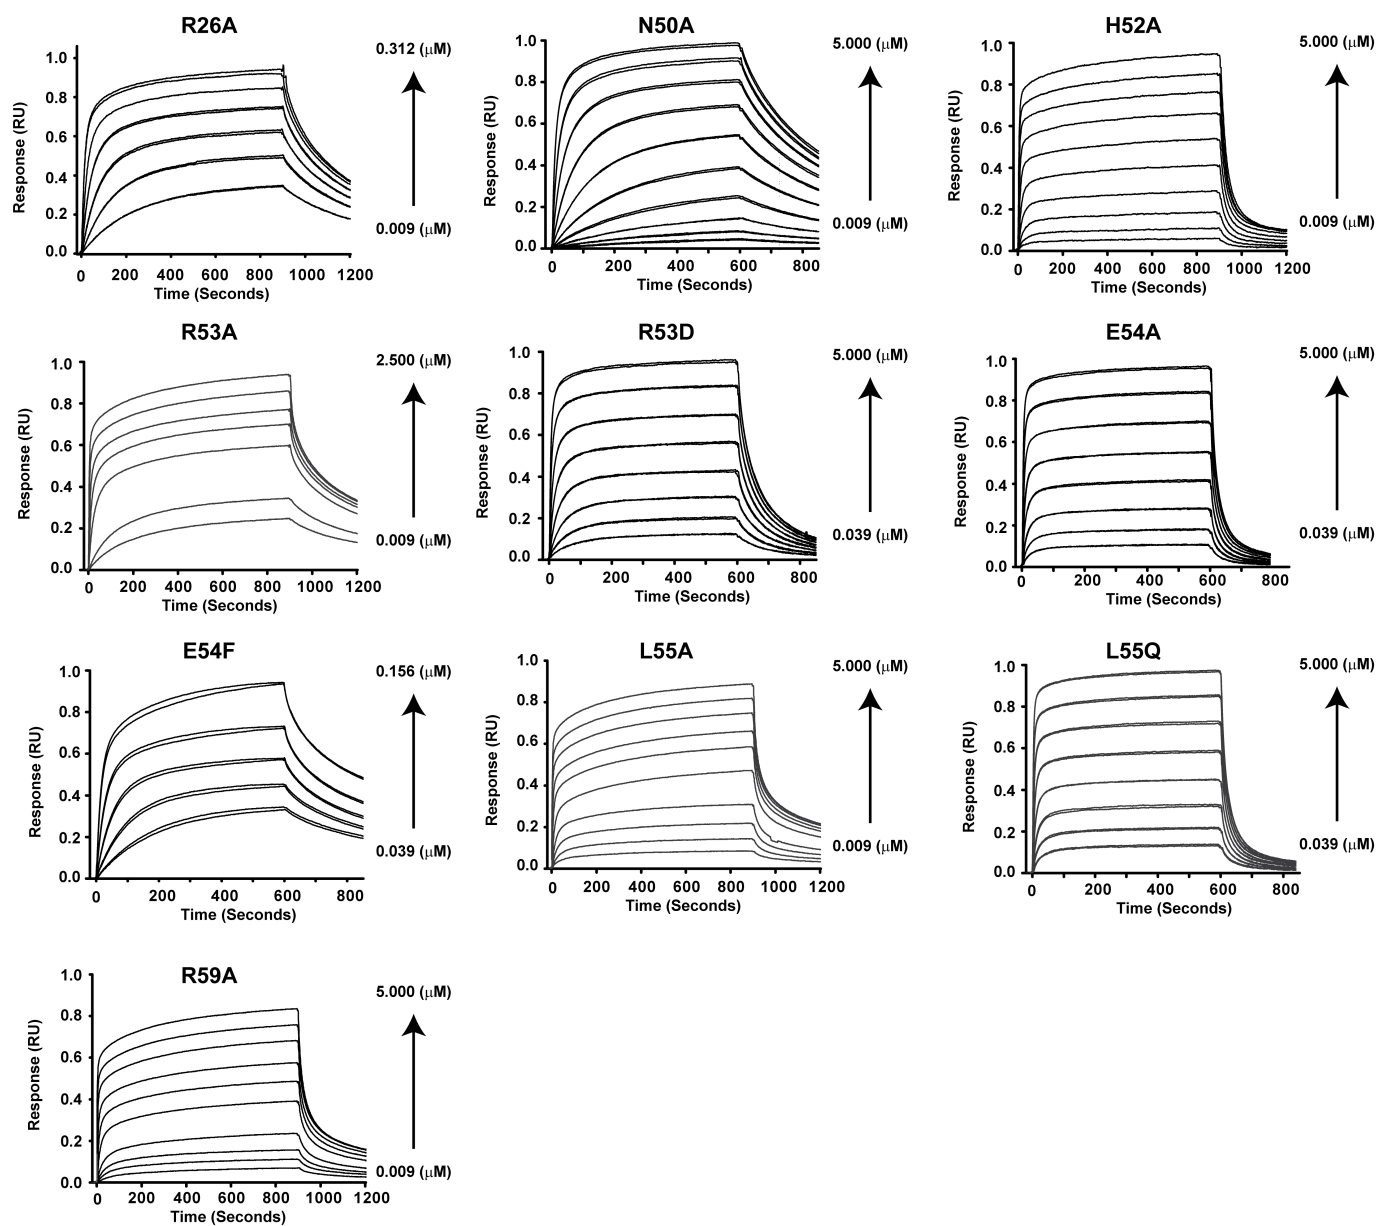 R26A
0.312 (μM)
0.009 (μM)
Response (RU)
1.0
0.8
0.6
0.4
0.2
0.0
0 200 400 600 800 1000 1200
Time (Seconds)
N50A
5.000 (μM)
0.009 (μM)
Response (RU)
1.0
0.8
0.6
0.4
0.2
0.0
0 200 400 600 800
Time (Seconds)
H52A
5.000 (μM)
0.009 (μM)
Response (RU)
1.0
0.8
0.6
0.4
0.2
0.0
0 200 400 600 800 1000 1200
Time (Seconds)
R53A
2.500 (μM)
0.009 (μM)
Response (RU)
1.0
0.8
0.6
0.4
0.2
0.0
0 200 400 600 800 1000 1200
Time (Seconds)
R53D
5.000 (μM)
0.039 (μM)
Response (RU)
1.0
0.8
0.6
0.4
0.2
0.0
0 200 400 600 800
Time (Seconds)
E54A
5.000 (μM)
0.039 (μM)
Response (RU)
1.0
0.8
0.6
0.4
0.2
0.0
0 200 400 600 800
Time (Seconds)
E54F
0.156 (μM)
0.039 (μM)
Response (RU)
1.0
0.8
0.6
0.4
0.2
0.0
0 200 400 600 800
Time (Seconds)
L55A
5.000 (μM)
0.009 (μM)
Response (RU)
1.0
0.8
0.6
0.4
0.2
0.0
0 200 400 600 800 1000 1200
Time (Seconds)
L55Q
5.000 (μM)
0.039 (μM)
Response (RU)
1.0
0.8
0.6
0.4
0.2
0.0
0 200 400 600 800
Time (Seconds)
R59A
5.000 (μM)
0.009 (μM)
Response (RU)
1.0
0.8
0.6
0.4
0.2
0.0
0 200 400 600 800 1000 1200
Time (Seconds)